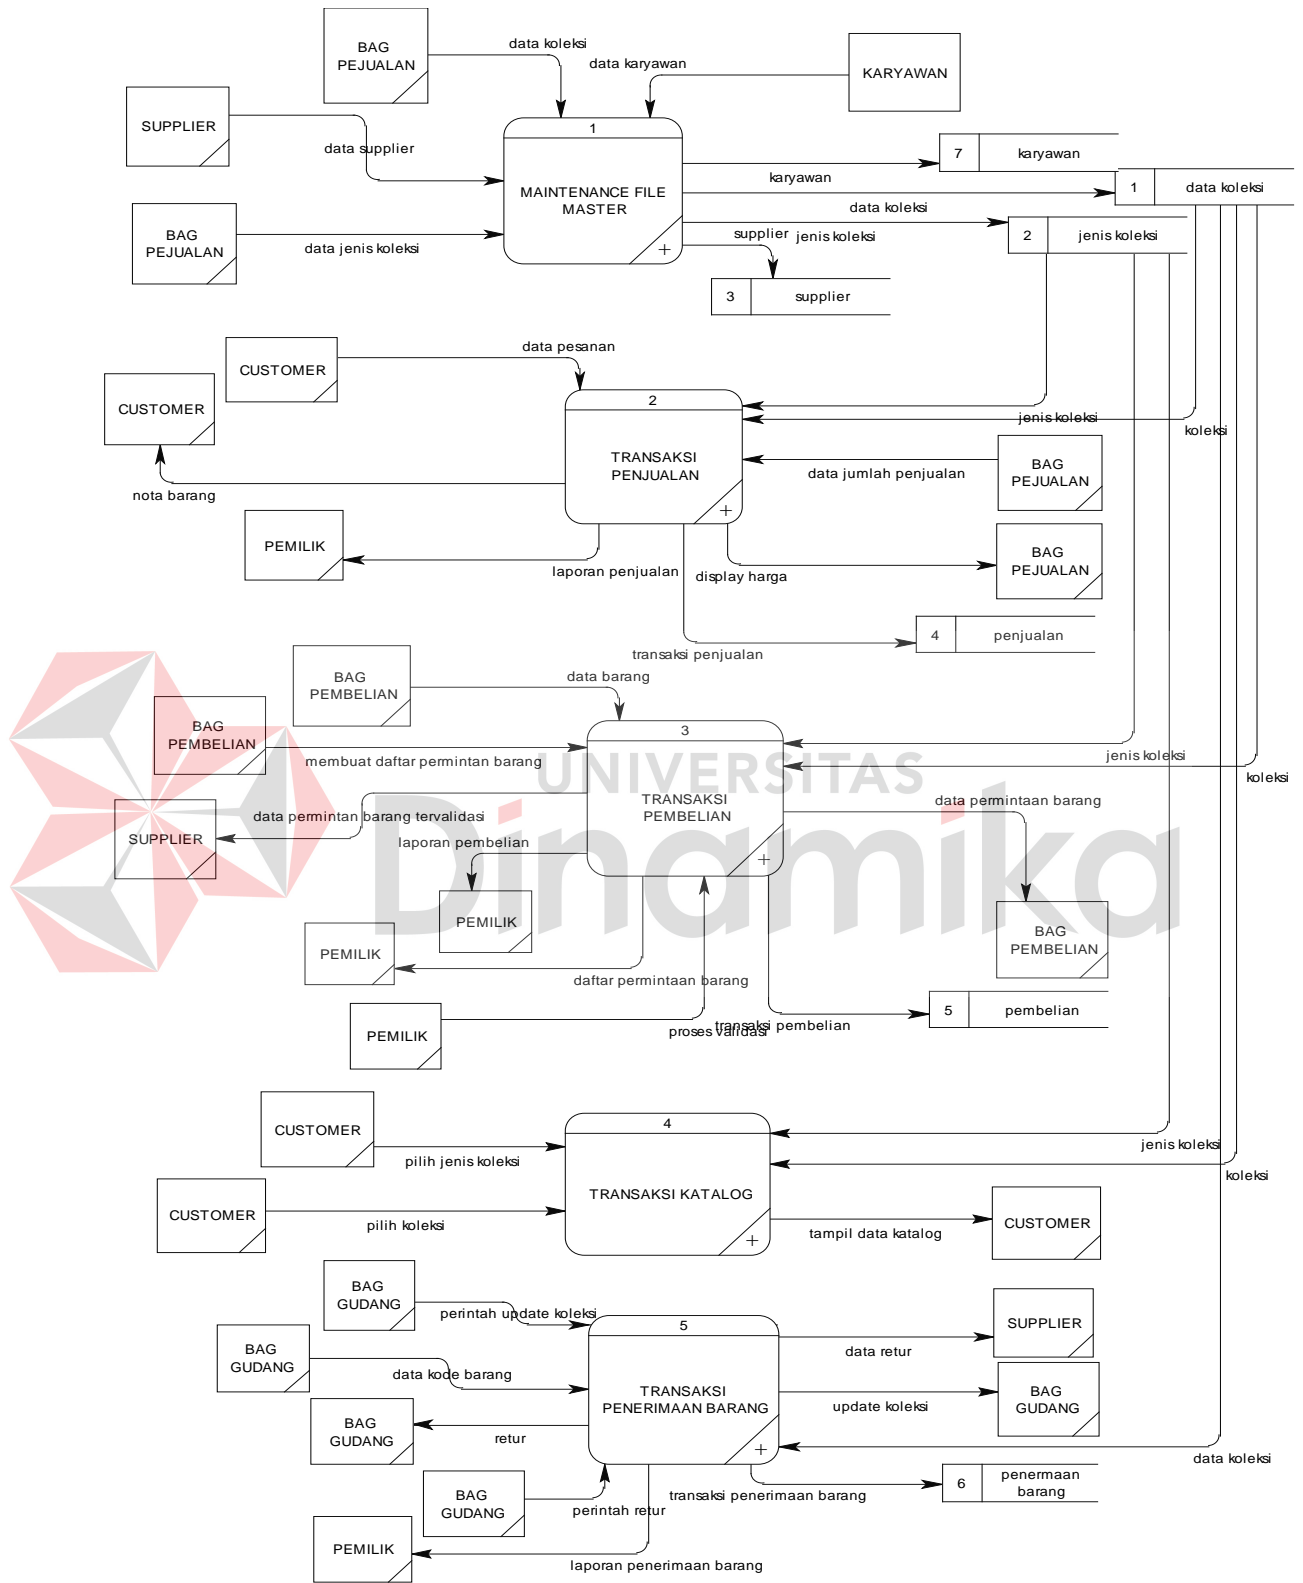 BAG
PEJUALAN
data koleksi
data karyawan
KARYAWAN
SUPPLIER
data supplier
1
MAINTENANCE FILE
MASTER
+
7
karyawan
karyawan
1
data koleksi
data koleksi
BAG
PEJUALAN
data jenis koleksi
supplier
jenis koleksi
2
jenis koleksi
3
supplier
CUSTOMER
data pesanan
CUSTOMER
nota barang
2
TRANSAKSI
PENJUALAN
+
jenis koleksi
koleksi
data jumlah penjualan
BAG
PEJUALAN
PEMILIK
laporan penjualan
display harga
BAG
PEJUALAN
transaksi penjualan
4
penjualan
BAG
PEMBELIAN
data barang
BAG
PEMBELIAN
membuat daftar permintan barang
3
TRANSAKSI
PEMBELIAN
+
jenis koleksi
koleksi
UNIVERSITAS
Dinamika
SUPPLIER
data permintan barang tervalidasi
data permintaan barang
laporan pembelian
PEMILIK
BAG
PEMBELIAN
PEMILIK
daftar permintaan barang
PEMILIK
proses validasi
transaksi pembelian
5
pembelian
CUSTOMER
pilih jenis koleksi
4
TRANSAKSI KATALOG
+
jenis koleksi
koleksi
CUSTOMER
pilih koleksi
tampil data katalog
CUSTOMER
BAG
GUDANG
perintah update koleksi
5
TRANSAKSI
PENERIMAAN BARANG
+
SUPPLIER
data retur
BAG
GUDANG
data kode barang
update koleksi
BAG
GUDANG
BAG
GUDANG
retur
data koleksi
BAG
GUDANG
perintah retur
transaksi penerimaan barang
6
penermaan
barang
PEMILIK
laporan penerimaan barang